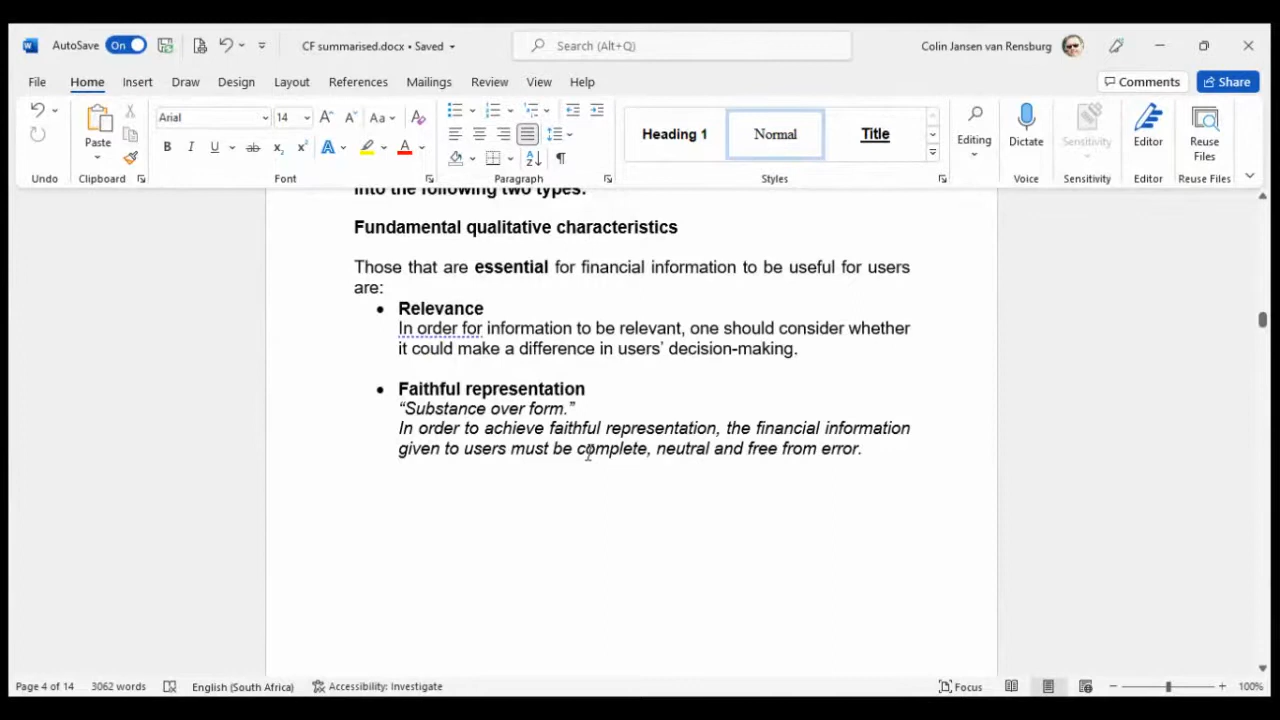 AutoSave On CF summarised.docx • Saved Search (Alt+Q) Colin Jansen van Rensburg
File Home Insert Draw Design Layout References Mailings Review View Help Comments Share
Arial 14 Aa Heading 1 Normal Title Editing Dictate Sensitivity Editor Reuse Files
Paste
Undo Clipboard Font Paragraph Styles Voice Sensitivity Editor Reuse Files
into the following two types:
Fundamental qualitative characteristics
Those that are essential for financial information to be useful for users
are:
• Relevance
In order for information to be relevant, one should consider whether
it could make a difference in users’ decision-making.
• Faithful representation
“Substance over form.”
In order to achieve faithful representation, the financial information
given to users must be complete, neutral and free from error.
Page 4 of 14 3062 words English (South Africa) Accessibility: Investigate Focus 100%